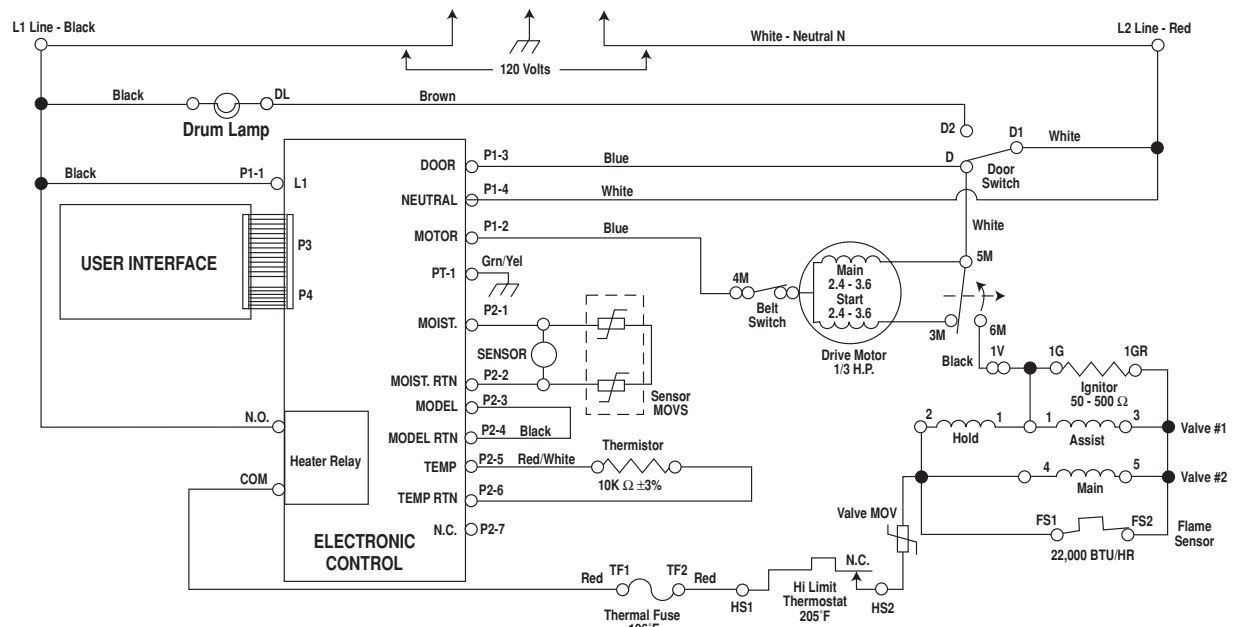 L1 Line - Black
White - Neutral N
L2 Line - Red
120 Volts
Black
DL
Brown
Drum Lamp
D2
D1
White
D
Door
Switch
DOOR
P1-3
Blue
Black
P1-1
L1
NEUTRAL
P1-4
White
MOTOR
P1-2
Blue
White
USER INTERFACE
P3
P4
PT-1
Grn/Yel
4M
Belt
Switch
Main
2.4 - 3.6
Start
2.4 - 3.6
5M
3M
6M
Drive Motor
1/3 H.P.
MOIST.
P2-1
SENSOR
MOIST. RTN
P2-2
Sensor
MOVS
Black
1V
1G
1GR
Ignitor
50 - 500 Ω
MODEL
P2-3
MODEL RTN
P2-4
Black
N.O.
Heater Relay
COM
2
Hold
1
1
Assist
3
Valve #1
TEMP
P2-5
Red/White
Thermistor
10K Ω ±3%
TEMP RTN
P2-6
4
Main
5
Valve #2
N.C.
P2-7
ELECTRONIC
CONTROL
Valve MOV
FS1
FS2
22,000 BTU/HR
Flame
Sensor
Red
TF1
TF2
Red
Thermal Fuse
HS1
N.C.
Hi Limit
Thermostat
205˚F
HS2